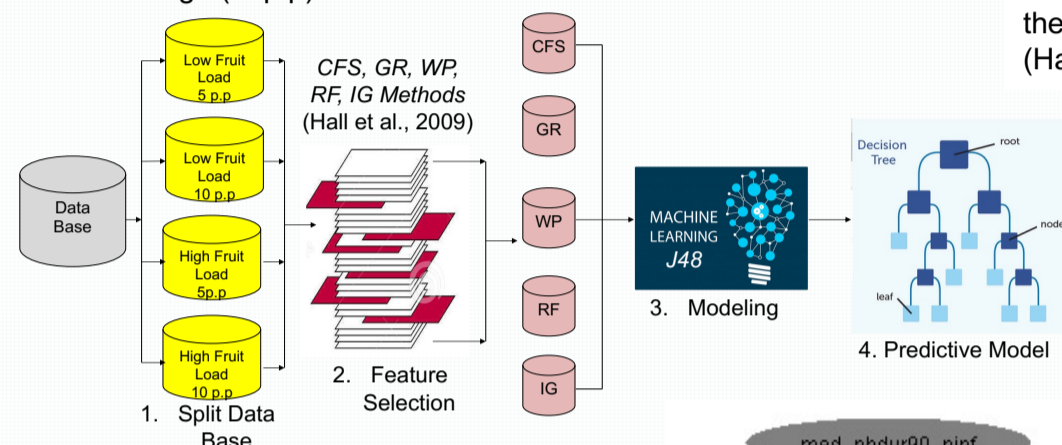 the
(Ha
Data
Base
Low Fruit
Load
5 p.p
Low Fruit
Load
10 p.p
High Fruit
Load
5p.p
High Fruit
Load
10 p.p
1. Split Data
Base
CFS, GR, WP,
RF, IG Methods
(Hall et al., 2009)
2. Feature
Selection
CFS
GR
WP
RF
IG
MACHINE
LEARNING
J48
3. Modeling
Decision
Tree
root
node
leaf
4. Predictive Model